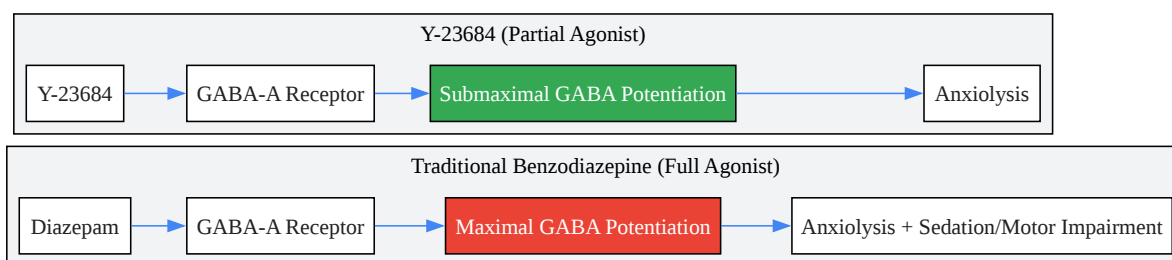 Y-23684 (Partial Agonist)
Y-23684
GABA-A Receptor
Submaximal GABA Potentiation
Anxiolysis
Traditional Benzodiazepine (Full Agonist)
Diazepam
GABA-A Receptor
Maximal GABA Potentiation
Anxiolysis + Sedation/Motor Impairment